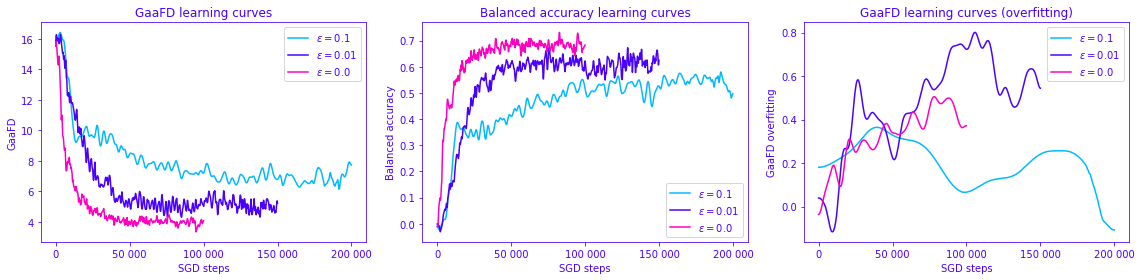 GaaFD learning curves
GaaFD
16
14
12
10
8
6
4
ε = 0.1
ε = 0.01
ε = 0.0
0
50 000
100 000
150 000
200 000
SGD steps
Balanced accuracy learning curves
Balanced accuracy
0.7
0.6
0.5
0.4
0.3
0.2
0.1
0.0
ε = 0.1
ε = 0.01
ε = 0.0
0
50 000
100 000
150 000
200 000
SGD steps
GaaFD learning curves (overfitting)
GaaFD overfitting
0.8
0.6
0.4
0.2
0.0
ε = 0.1
ε = 0.01
ε = 0.0
0
50 000
100 000
150 000
200 000
SGD steps